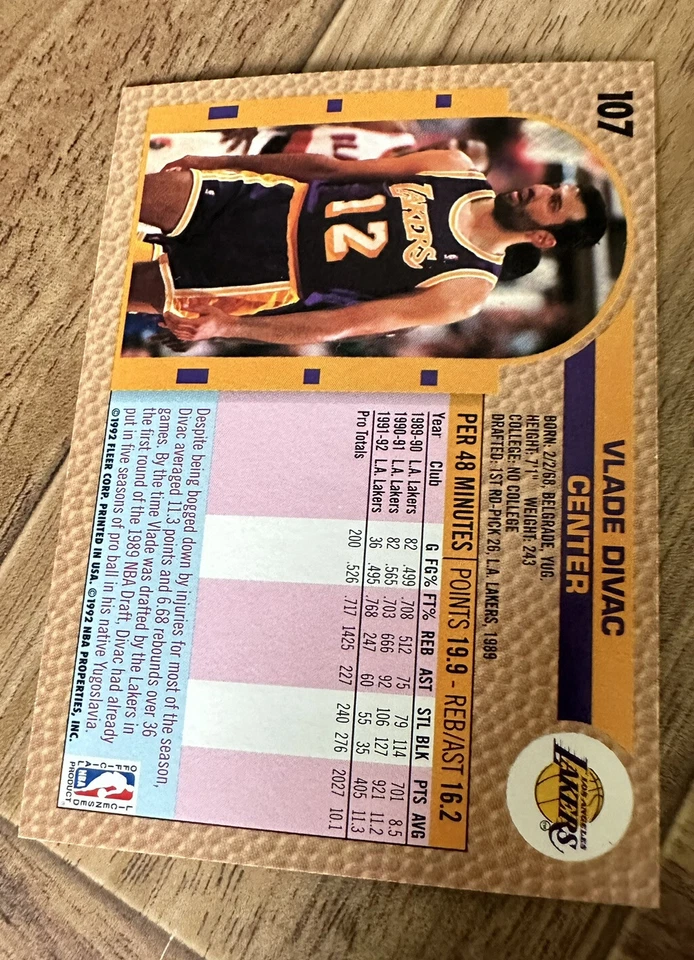 107
VLADE DIVAC
CENTER
LOS ANGELES
LAKERS
BORN: 2/2/68, BELGRADE, YUG.
HEIGHT: 7'1" WEIGHT: 243
COLLEGE: NO COLLEGE
DRAFTED: 1ST RD-PICK 26, L.A. LAKERS, 1989
LAKERS
12
PER 48 MINUTES | POINTS 19.9 - REB/AST 16.2
Year Club G FG% FT% REB AST STL BLK PTS AVG
1989-90 L.A. Lakers 82 .499 .708 512 75 79 114 701 8.5
1990-91 L.A. Lakers 82 .565 .703 666 92 106 127 921 11.2
1991-92 L.A. Lakers 36 .495 .768 247 60 55 35 405 11.3
Pro Totals 200 .526 .717 1425 227 240 276 2027 10.1
Despite being bogged down by injuries for most of the season,
Divac averaged 11.3 points and 6.68 rebounds over 36
games. By the time Vlade was drafted by the Lakers in
the first round of the 1989 NBA Draft, Divac had already
put in five seasons of pro ball in his native Yugoslavia.
©1992 FLEER CORP. PRINTED IN USA. ©1992 NBA PROPERTIES, INC.
OFFICIAL
LICENSED
NBA
PRODUCT